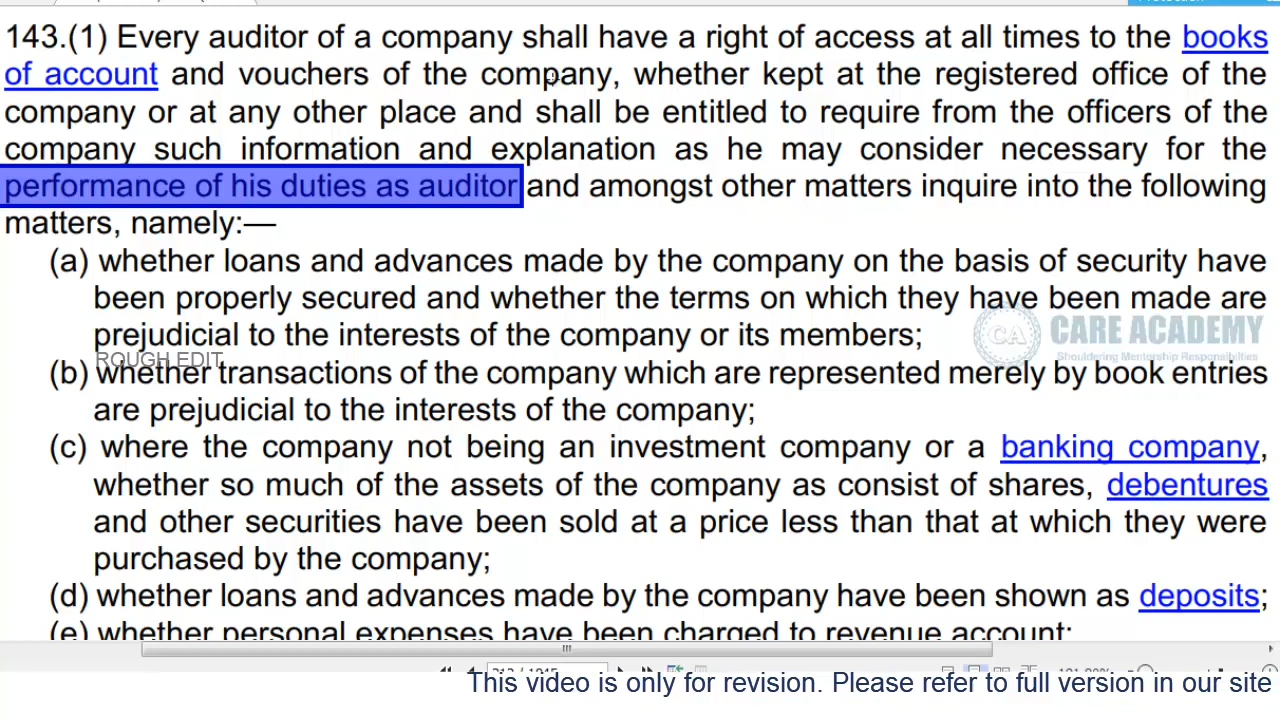 143.(1) Every auditor of a company shall have a right of access at all times to the books
of account and vouchers of the company, whether kept at the registered office of the
company or at any other place and shall be entitled to require from the officers of the
company such information and explanation as he may consider necessary for the
performance of his duties as auditor and amongst other matters inquire into the following
matters, namely:—
(a) whether loans and advances made by the company on the basis of security have
been properly secured and whether the terms on which they have been made are
prejudicial to the interests of the company or its members;
CARE ACADEMY
CA
Shouldering Mentorship Responsibilties
ROUGH EDIT
(b) whether transactions of the company which are represented merely by book entries
are prejudicial to the interests of the company;
(c) where the company not being an investment company or a banking company,
whether so much of the assets of the company as consist of shares, debentures
and other securities have been sold at a price less than that at which they were
purchased by the company;
(d) whether loans and advances made by the company have been shown as deposits;
(e) whether personal expenses have been charged to revenue account;
This video is only for revision. Please refer to full version in our site